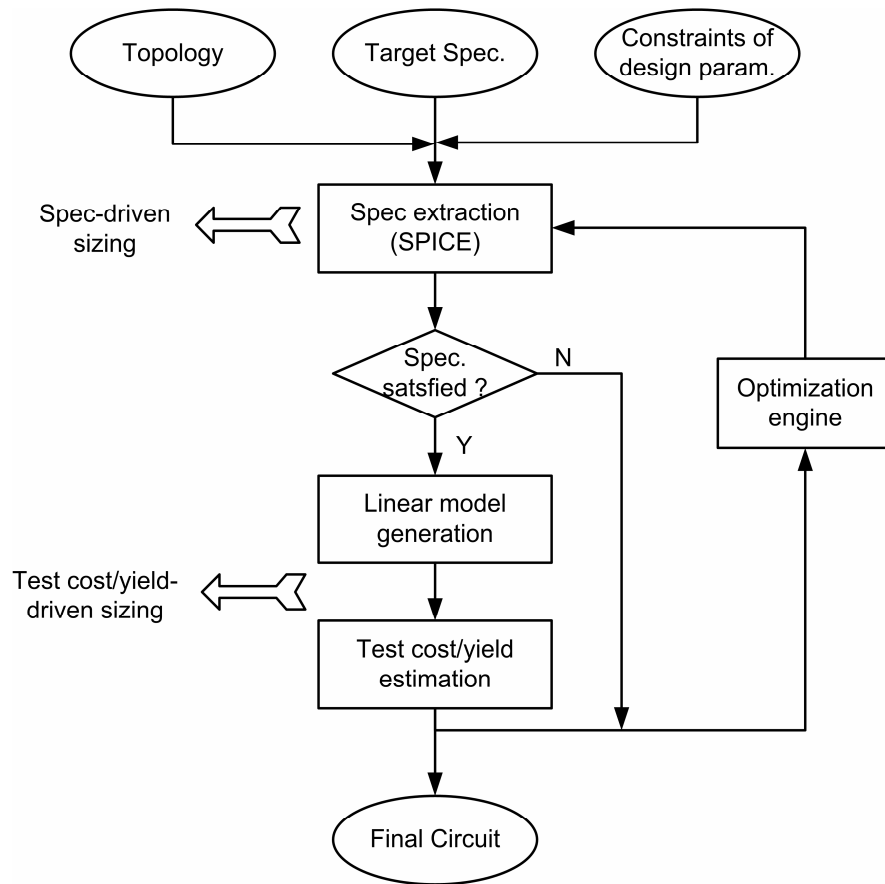 Topology
Target Spec.
Constraints of
design param.
Spec-driven
sizing
Spec extraction
(SPICE)
Spec.
satsfied ?
N
Optimization
engine
Y
Linear model
generation
Test cost/yield-
driven sizing
Test cost/yield
estimation
Final Circuit